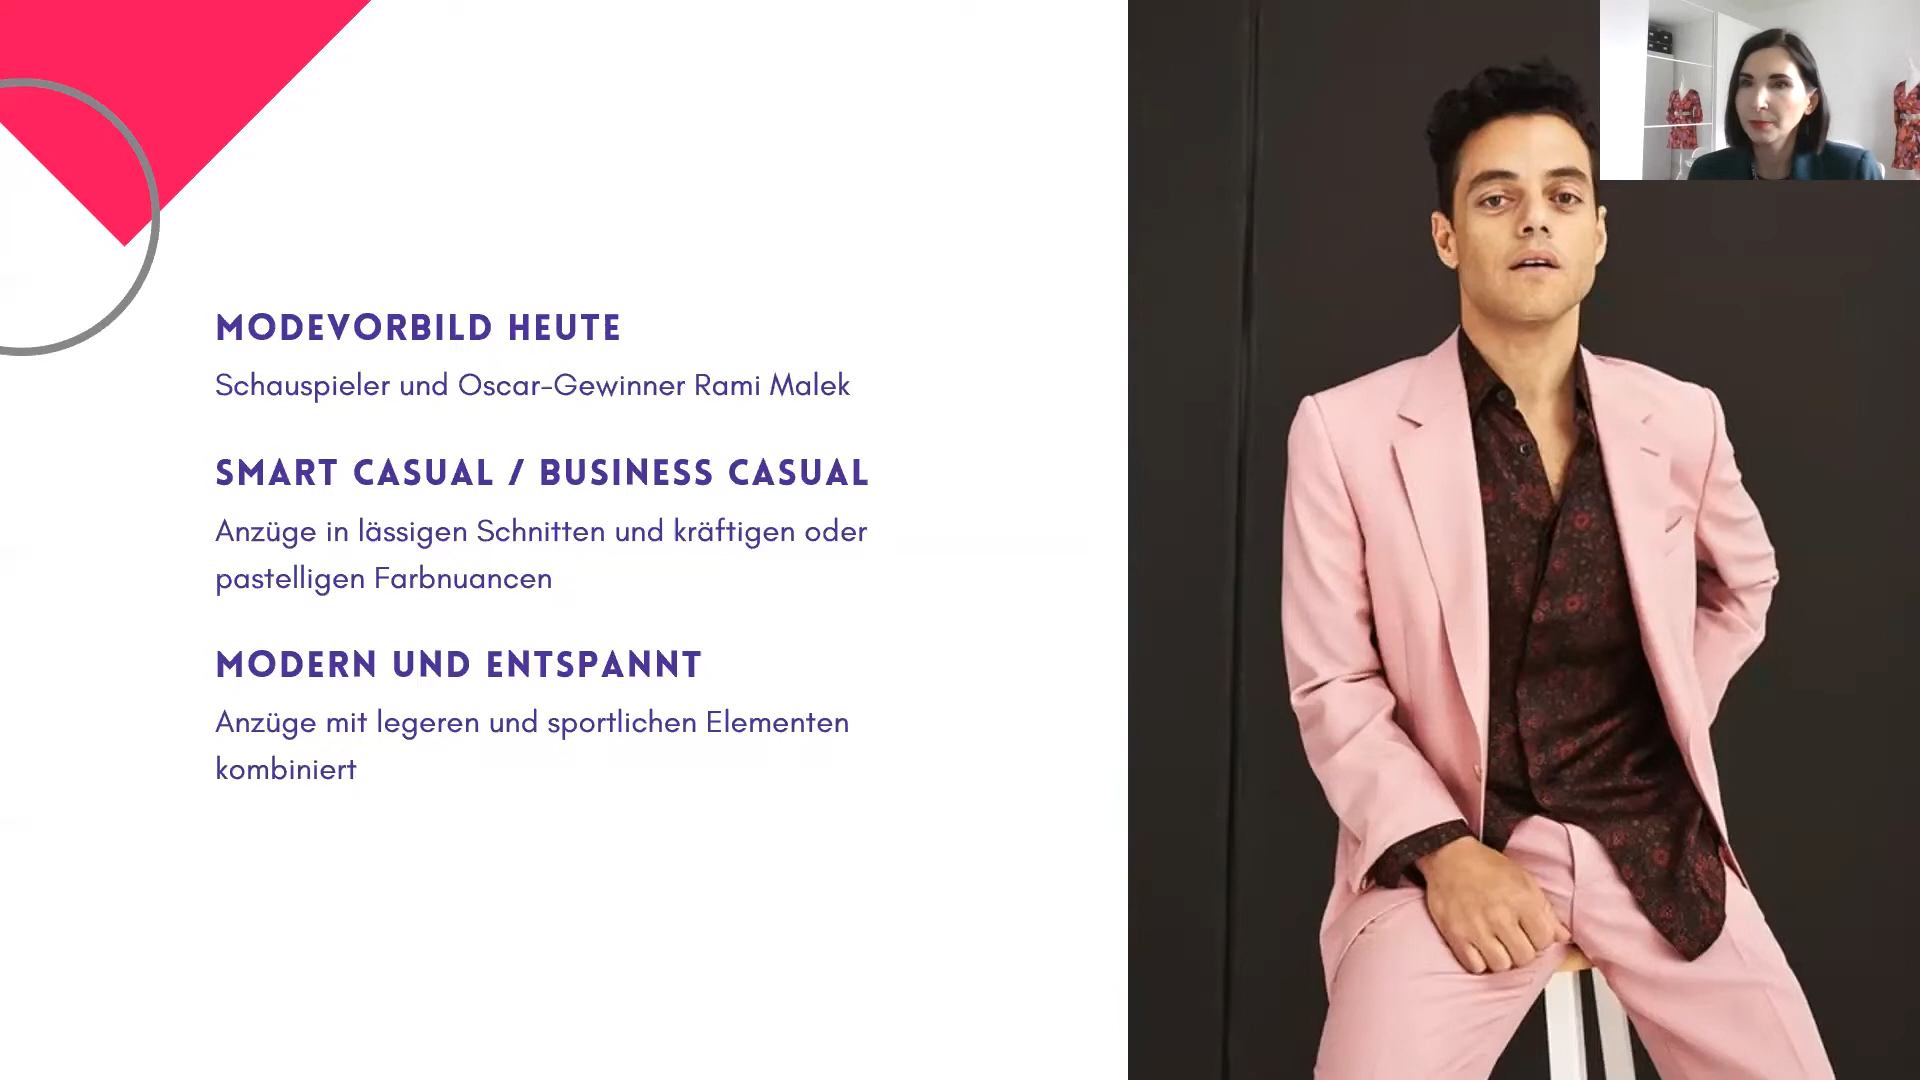 MODEVORBILD HEUTE
Schauspieler und Oscar-Gewinner Rami Malek
SMART CASUAL / BUSINESS CASUAL
Anzüge in lässigen Schnitten und kräftigen oder
pastelligen Farbnuancen
MODERN UND ENTSPANNT
Anzüge mit legeren und sportlichen Elementen
kombiniert